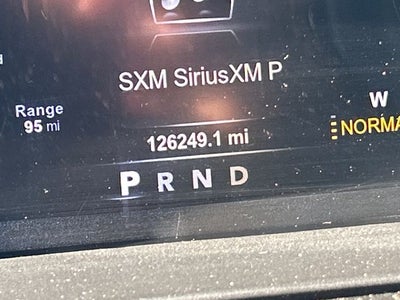 SXM SiriusXM P
Range
95 mi
126249.1 mi
W
NORMA
P R N D